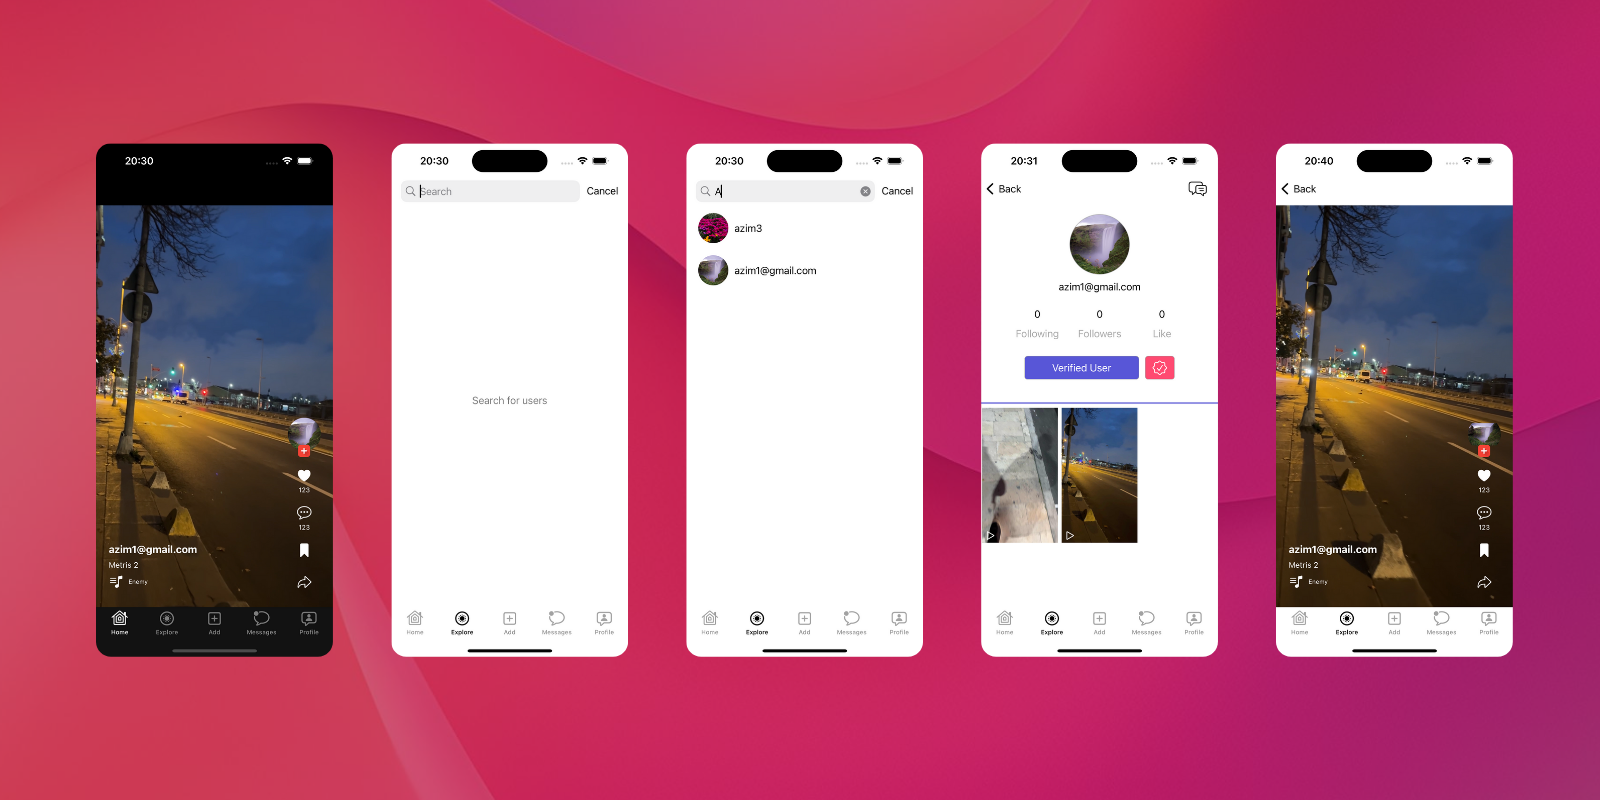 20:30
azim1@gmail.com
Metris 2
Enemy
123
123
Home Explore Add Messages Profile
20:30
Search Cancel
Search for users
Home Explore Add Messages Profile
20:30
A Cancel
azim3
azim1@gmail.com
Home Explore Add Messages Profile
20:31
Back
azim1@gmail.com
0 0 0
Following Followers Like
Verified User
Home Explore Add Messages Profile
20:40
Back
123
123
azim1@gmail.com
Metris 2
Enemy
Home Explore Add Messages Profile